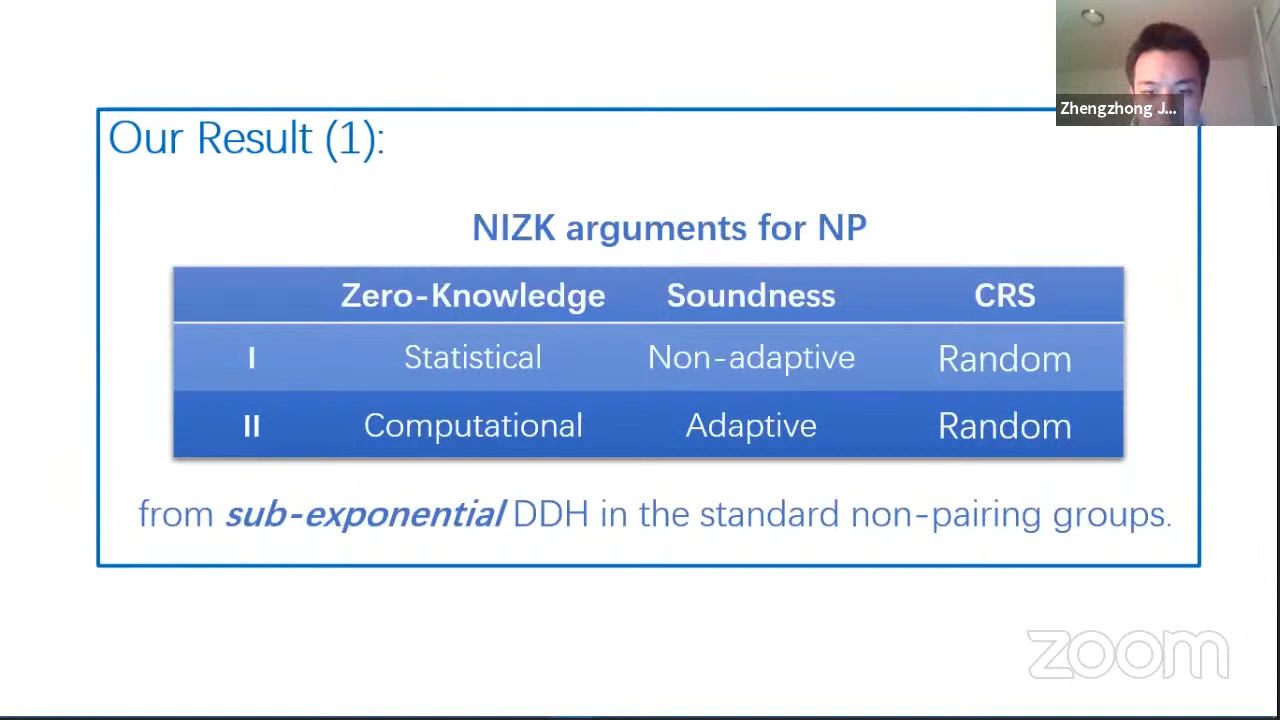 Zhengzhong J...
Our Result (1):
NIZK arguments for NP
Zero-Knowledge Soundness CRS
I Statistical Non-adaptive Random
II Computational Adaptive Random
from sub-exponential DDH in the standard non-pairing groups.
zoom